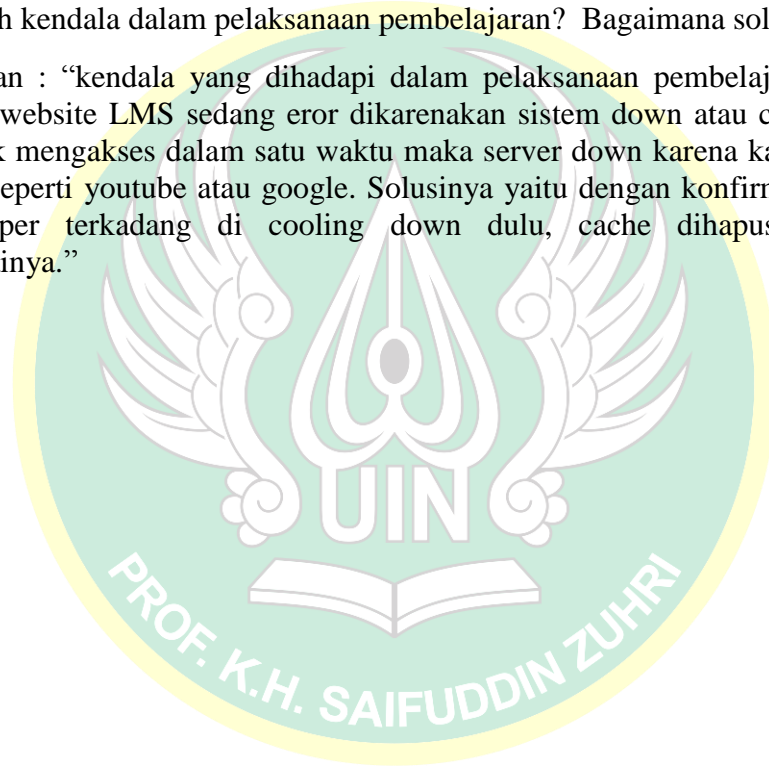 h kendala dalam pelaksanaan pembelajaran? Bagaimana sol
an : “kendala yang dihadapi dalam pelaksanaan pembelaj
website LMS sedang eror dikarenakan sistem down atau c
k mengakses dalam satu waktu maka server down karena ka
seperti youtube atau google. Solusinya yaitu dengan konfirn
per terkadang di cooling down dulu, cache dihapus
inya.”
UIN
PROF. K.H. SAIFUDDIN ZUHRI